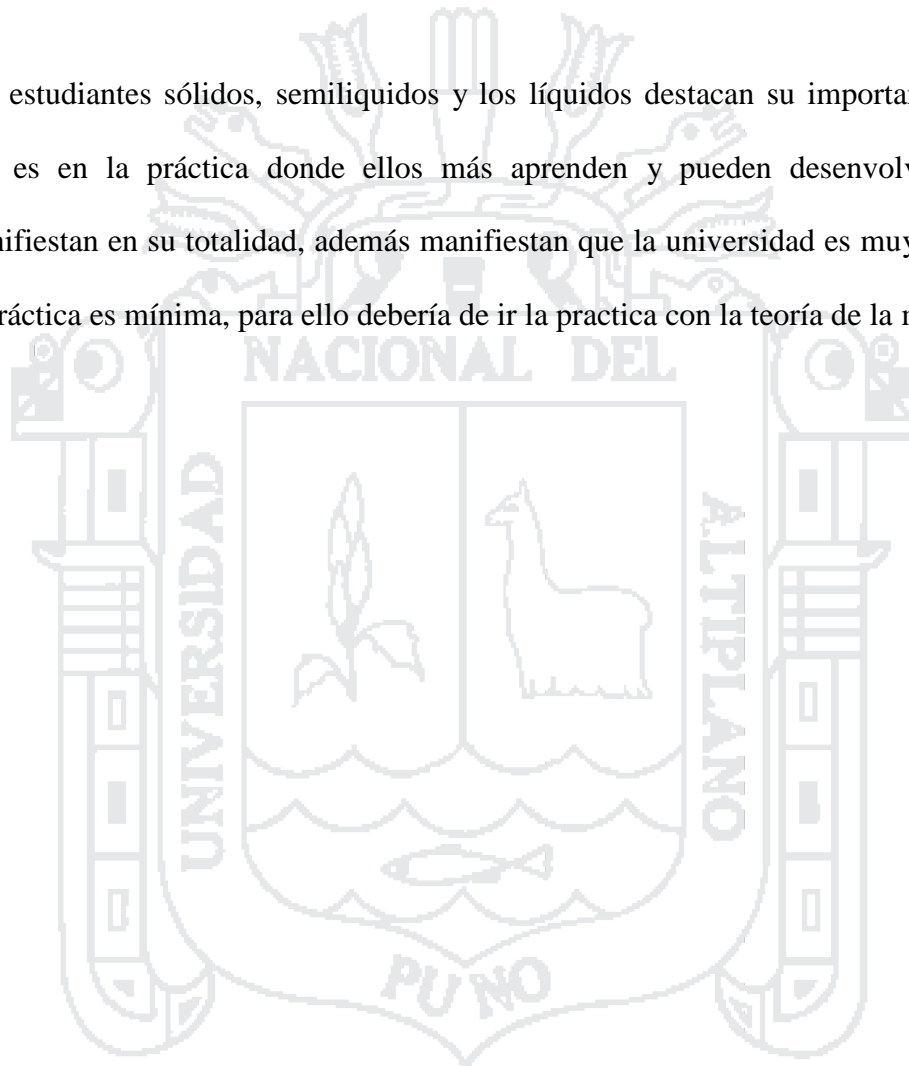 estudiantes sólidos, semiliquidos y los líquidos destacan su importa
es en la práctica donde ellos más aprenden y pueden desenvolv
nifiestan en su totalidad, además manifiestan que la universidad es muy
ráctica es mínima, para ello debería de ir la practica con la teoría de la
NACIONAL DEL
UNIVERSIDAD
ALTIPLANO
PUNO